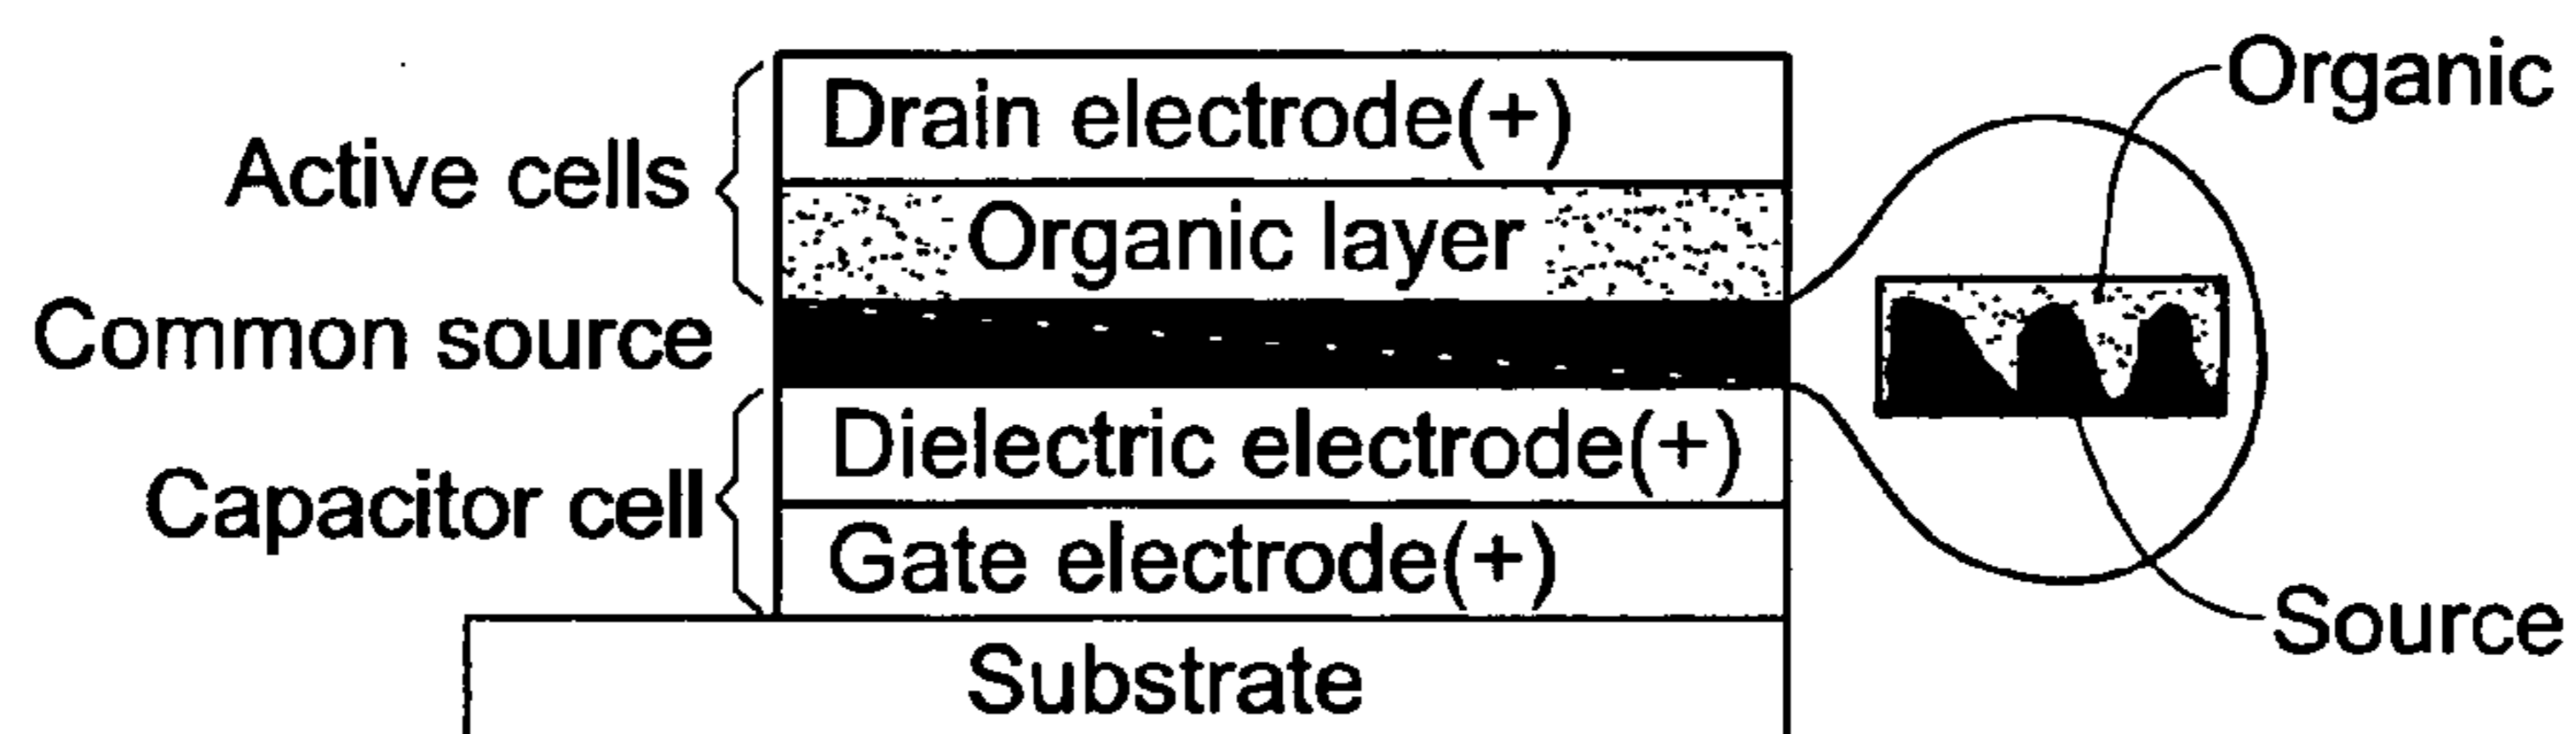 Organic
Drain electrode(+)
Active cells
Organic layer
Common source
Dielectric electrode(+)
Capacitor cell
Gate electrode(+)
Source
Substrate